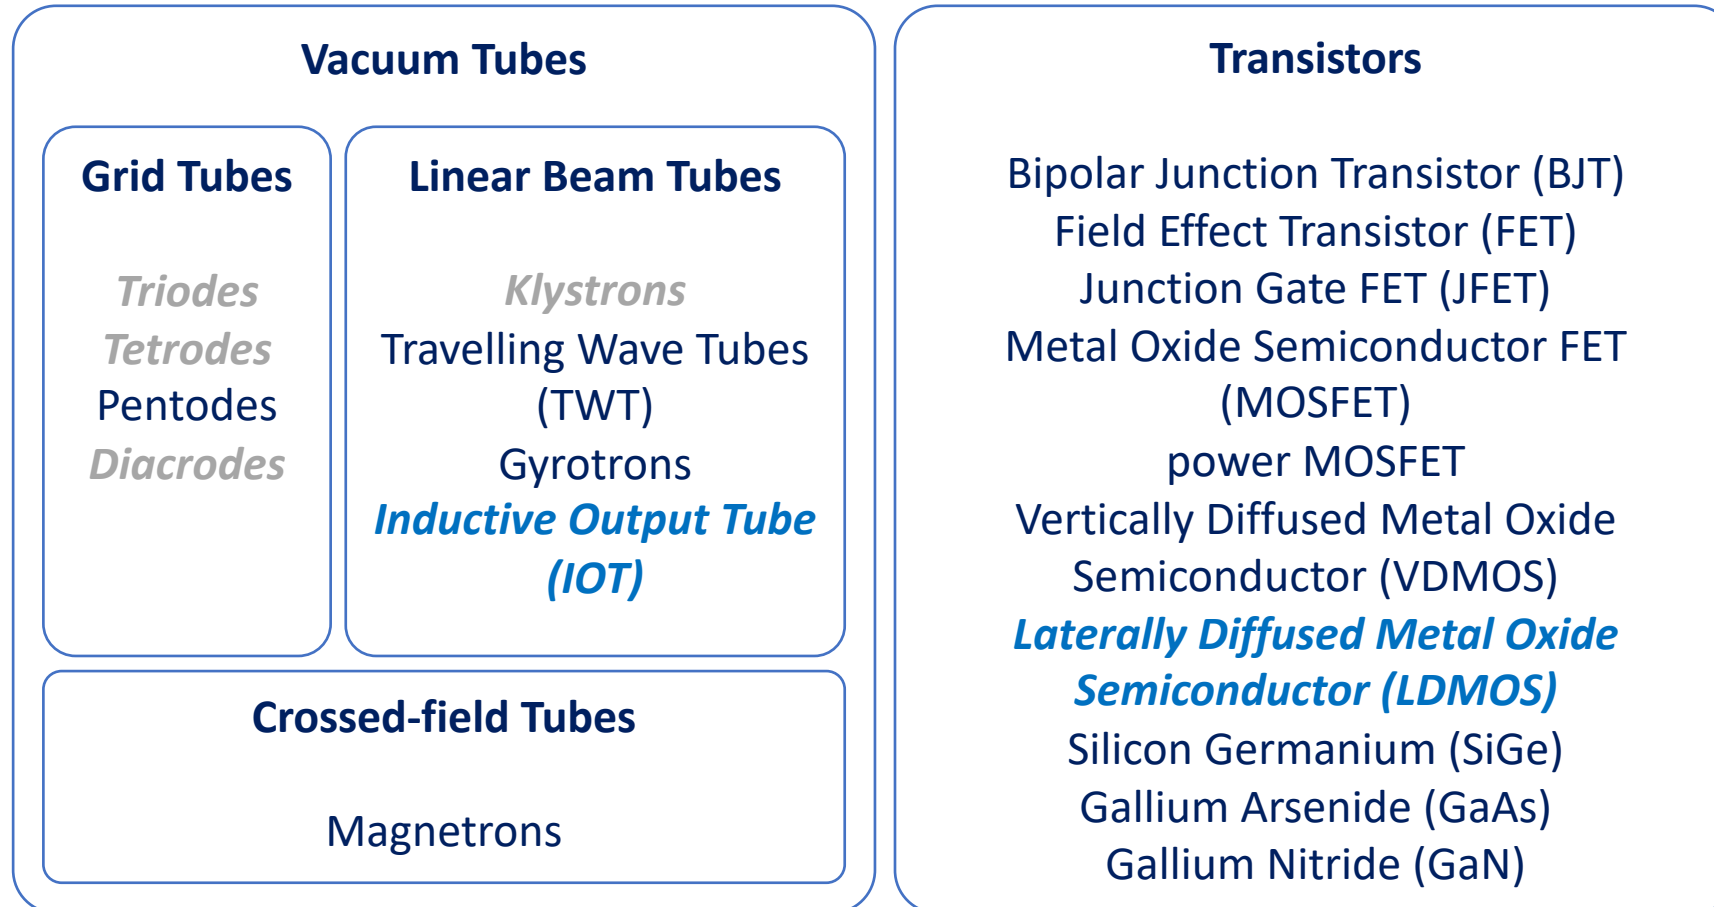 Vacuum Tubes
Grid Tubes
Triodes
Tetrodes
Pentodes
Diacrodes
Linear Beam Tubes
Klystrons
Travelling Wave Tubes
(TWT)
Gyrotrons
Inductive Output Tube
(IOT)
Crossed-field Tubes
Magnetrons
Transistors
Bipolar Junction Transistor (BJT)
Field Effect Transistor (FET)
Junction Gate FET (JFET)
Metal Oxide Semiconductor FET
(MOSFET)
power MOSFET
Vertically Diffused Metal Oxide
Semiconductor (VDMOS)
Laterally Diffused Metal Oxide
Semiconductor (LDMOS)
Silicon Germanium (SiGe)
Gallium Arsenide (GaAs)
Gallium Nitride (GaN)